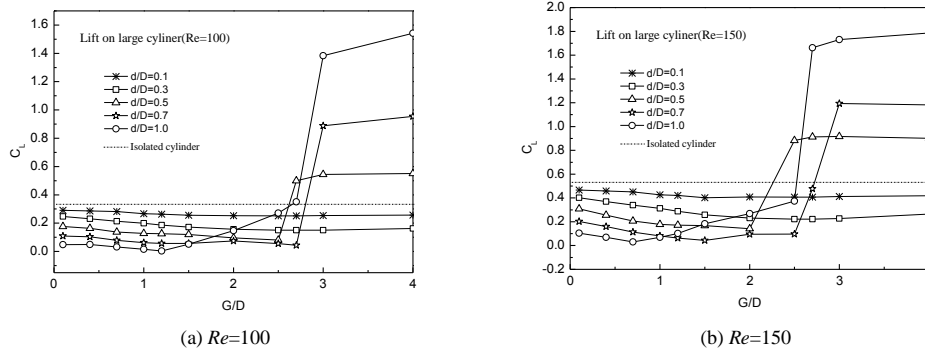 1.6
1.4
1.2
1.0
0.8
0.6
0.4
0.2
0.0
C_L
Lift on large cyliner(Re=100)
d/D=0.1
d/D=0.3
d/D=0.5
d/D=0.7
d/D=1.0
Isolated cylinder
0 1 2 3 4
G/D
(a) Re=100
2.0
1.8
1.6
1.4
1.2
1.0
0.8
0.6
0.4
0.2
0.0
-0.2
C_L
Lift on large cyliner(Re=150)
d/D=0.1
d/D=0.3
d/D=0.5
d/D=0.7
d/D=1.0
Isolated cylinder
0 1 2 3 4
G/D
(b) Re=150